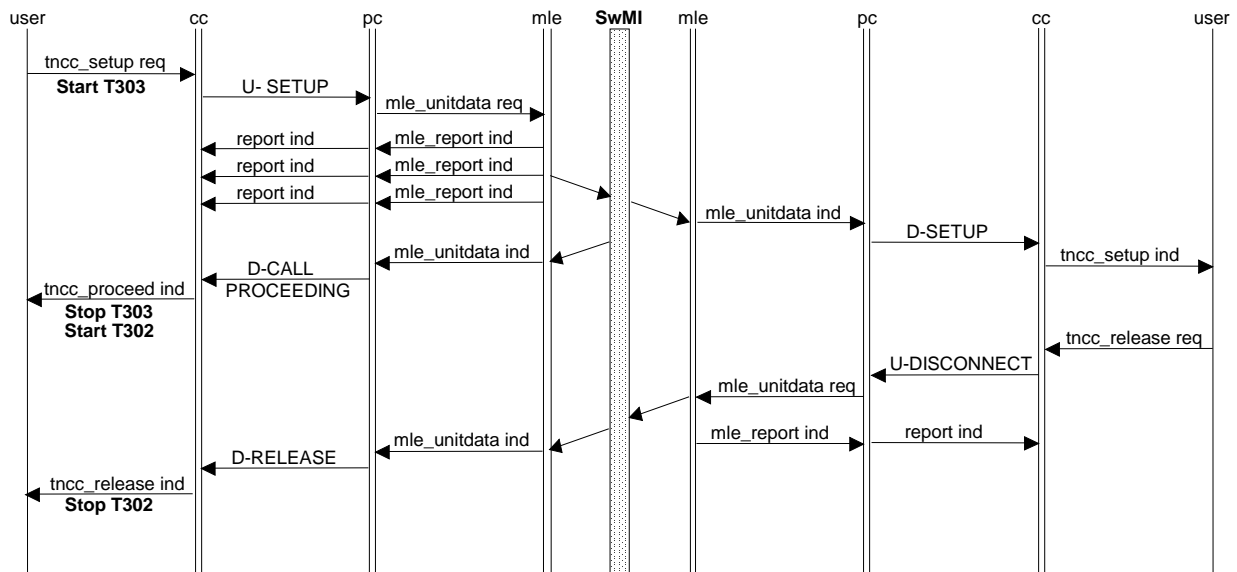 user cc pc mle SwMI mle pc cc user
tncc_setup req
Start T303
U- SETUP
mle_unitdata req
report ind mle_report ind
report ind mle_report ind
report ind mle_report ind
mle_unitdata ind
D-SETUP
mle_unitdata ind
tncc_setup ind
D-CALL
PROCEEDING
tncc_proceed ind
Stop T303
Start T302
tncc_release req
U-DISCONNECT
mle_unitdata req
mle_unitdata ind
mle_report ind report ind
D-RELEASE
tncc_release ind
Stop T302